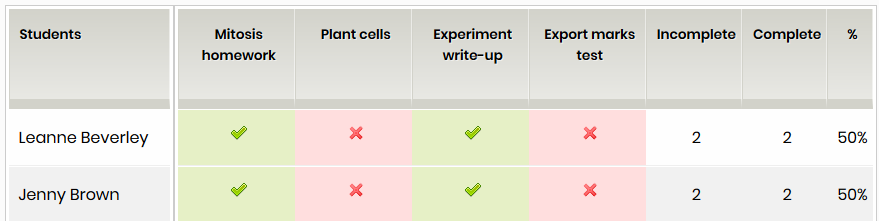 Students Mitosis homework Plant cells Experiment write-up Export marks test Incomplete Complete %
Leanne Beverley 2 2 50%
Jenny Brown 2 2 50%